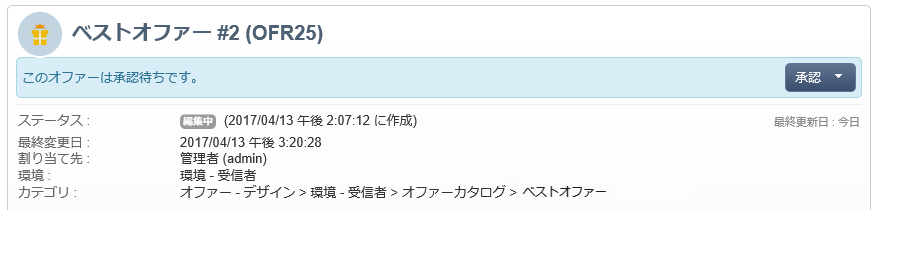 ベストオファー #2 (OFR25)
このオファーは承認待ちです。 承認
ステータス : 編集中 (2017/04/13 午後 2:07:12 に作成) 最終更新日 : 今日
最終変更日 : 2017/04/13 午後 3:20:28
割り当て先 : 管理者 (admin)
環境 : 環境 - 受信者
カテゴリ : オファー - デザイン > 環境 - 受信者 > オファーカタログ > ベストオファー